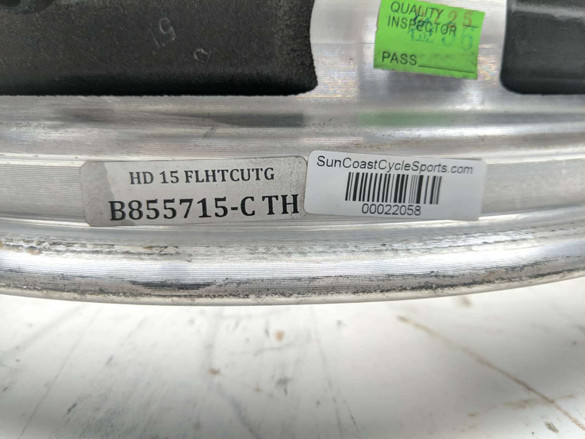 QUALITY
INSPECTOR
PASS
HD 15 FLHTCUTG
B855715-C TH
SunCoastCycleSports.com
00022058